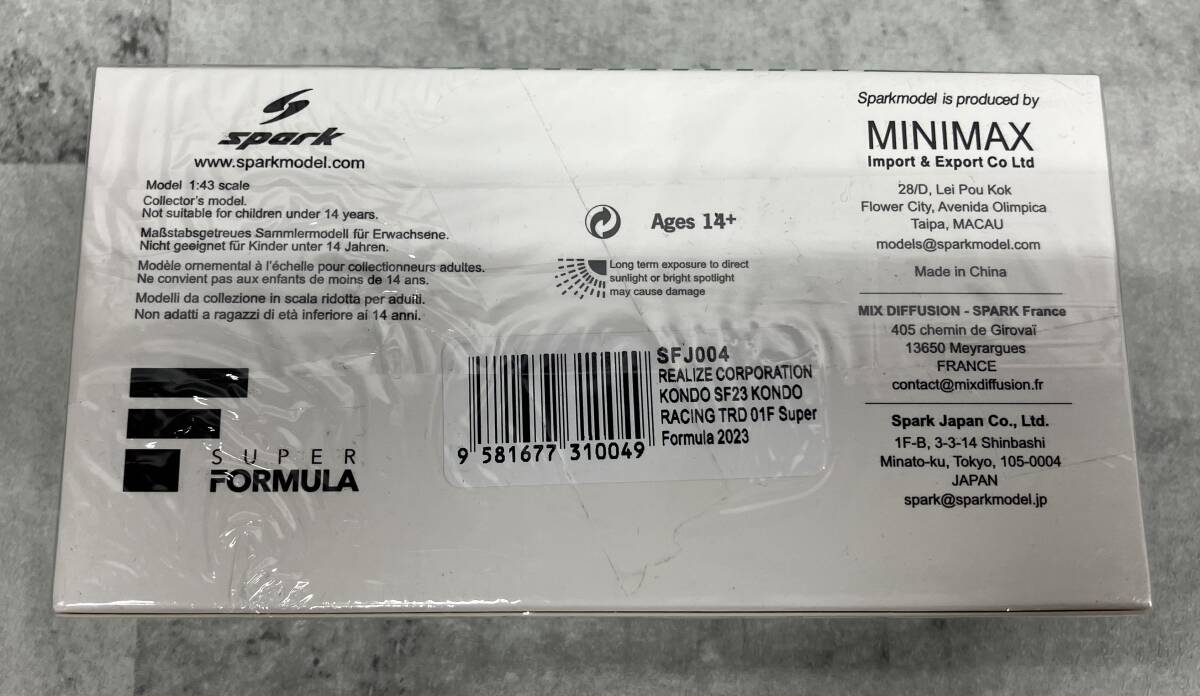 spark
www.sparkmodel.com
Model 1:43 scale
Collector's model.
Not suitable for children under 14 years.
Maßstabsgetreues Sammlermodell für Erwachsene.
Nicht geeignet für Kinder unter 14 Jahren.
Modèle ornemental à l'échelle pour collectionneurs adultes.
Ne convient pas aux enfants de moins de 14 ans.
Modelli da collezione in scala ridotta per adulti.
Non adatti a ragazzi di età inferiore ai 14 anni.
SUPER
FORMULA
Ages 14+
Long term exposure to direct
sunlight or bright spotlight
may cause damage
SFJ004
REALIZE CORPORATION
KONDO SF23 KONDO
RACING TRD 01F Super
Formula 2023
9 581677 310049
Sparkmodel is produced by
MINIMAX
Import & Export Co Ltd
28/D, Lei Pou Kok
Flower City, Avenida Olimpica
Taipa, MACAU
models@sparkmodel.com
Made in China
MIX DIFFUSION - SPARK France
405 chemin de Girovaï
13650 Meyrargues
FRANCE
contact@mixdiffusion.fr
Spark Japan Co., Ltd.
1F-B, 3-3-14 Shinbashi
Minato-ku, Tokyo, 105-0004
JAPAN
spark@sparkmodel.jp